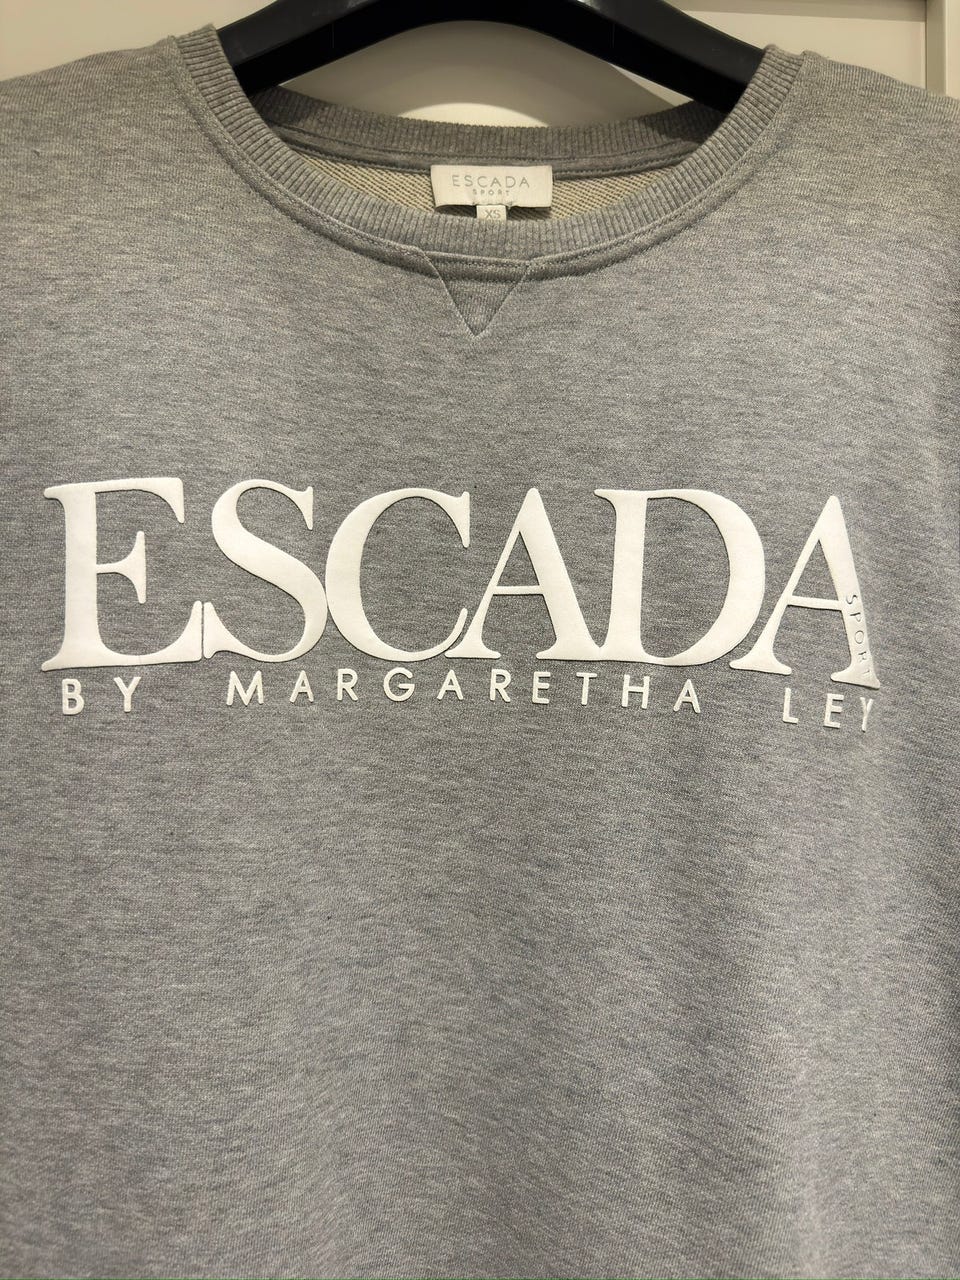 ESCADA
SPORT
XS
ESCADA
SPORT
BY MARGARETHA LEY